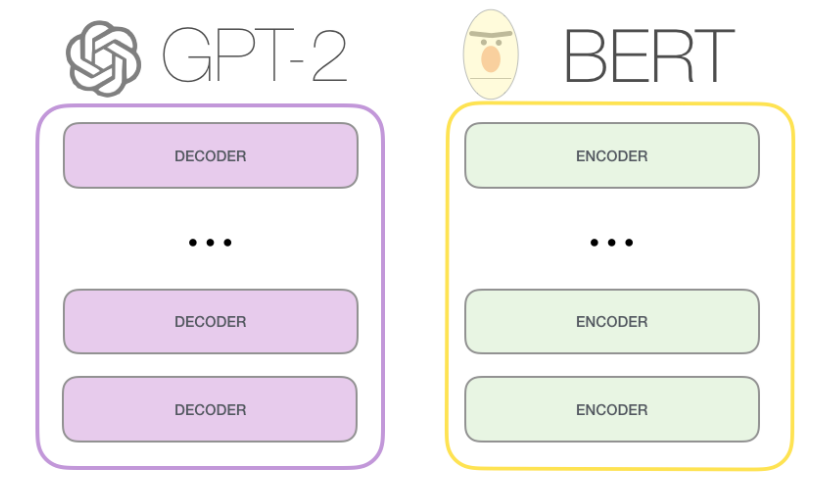 GPT-2
DECODER
...
DECODER
DECODER
BERT
ENCODER
...
ENCODER
ENCODER